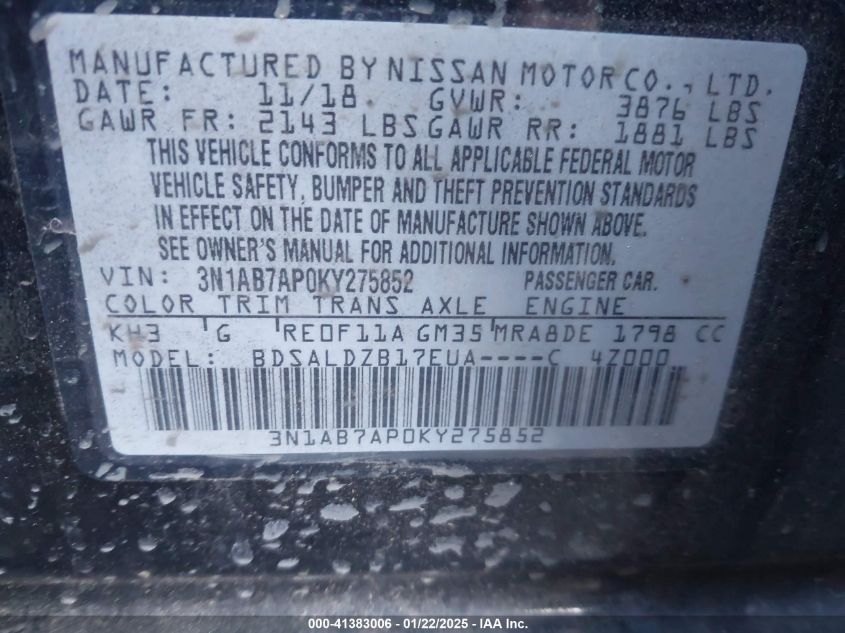 MANUFACTURED BY NISSAN MOTOR CO., LTD.
DATE: 11/18 GVWR: 3876 LBS
GAWR FR: 2143 LBS GAWR RR: 1881 LBS
THIS VEHICLE CONFORMS TO ALL APPLICABLE FEDERAL MOTOR
VEHICLE SAFETY, BUMPER AND THEFT PREVENTION STANDARDS
IN EFFECT ON THE DATE OF MANUFACTURE SHOWN ABOVE.
SEE OWNER'S MANUAL FOR ADDITIONAL INFORMATION.
VIN: 3N1AB7AP0KY275852 PASSENGER CAR.
COLOR TRIM TRANS AXLE ENGINE
KH3 G RE0F11A GM35 MRA8DE 1798 CC
MODEL: BDSALDZB17EUA----C 4Z000
3N1AB7AP0KY275852
000-41383006 - 01/22/2025 - IAA Inc.